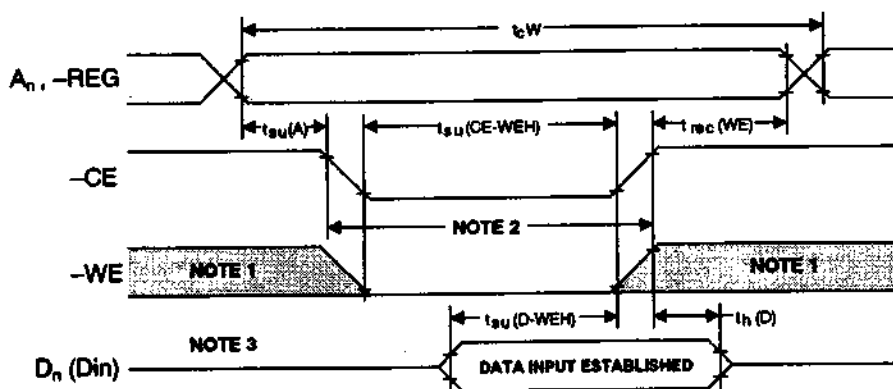 tcW
An, –REG
tsu(A)
tsu(CE-WEH)
trec(WE)
–CE
NOTE 2
–WE
NOTE 1
NOTE 1
tsu(D-WEH)
th(D)
NOTE 3
Dn (Din)
DATA INPUT ESTABLISHED